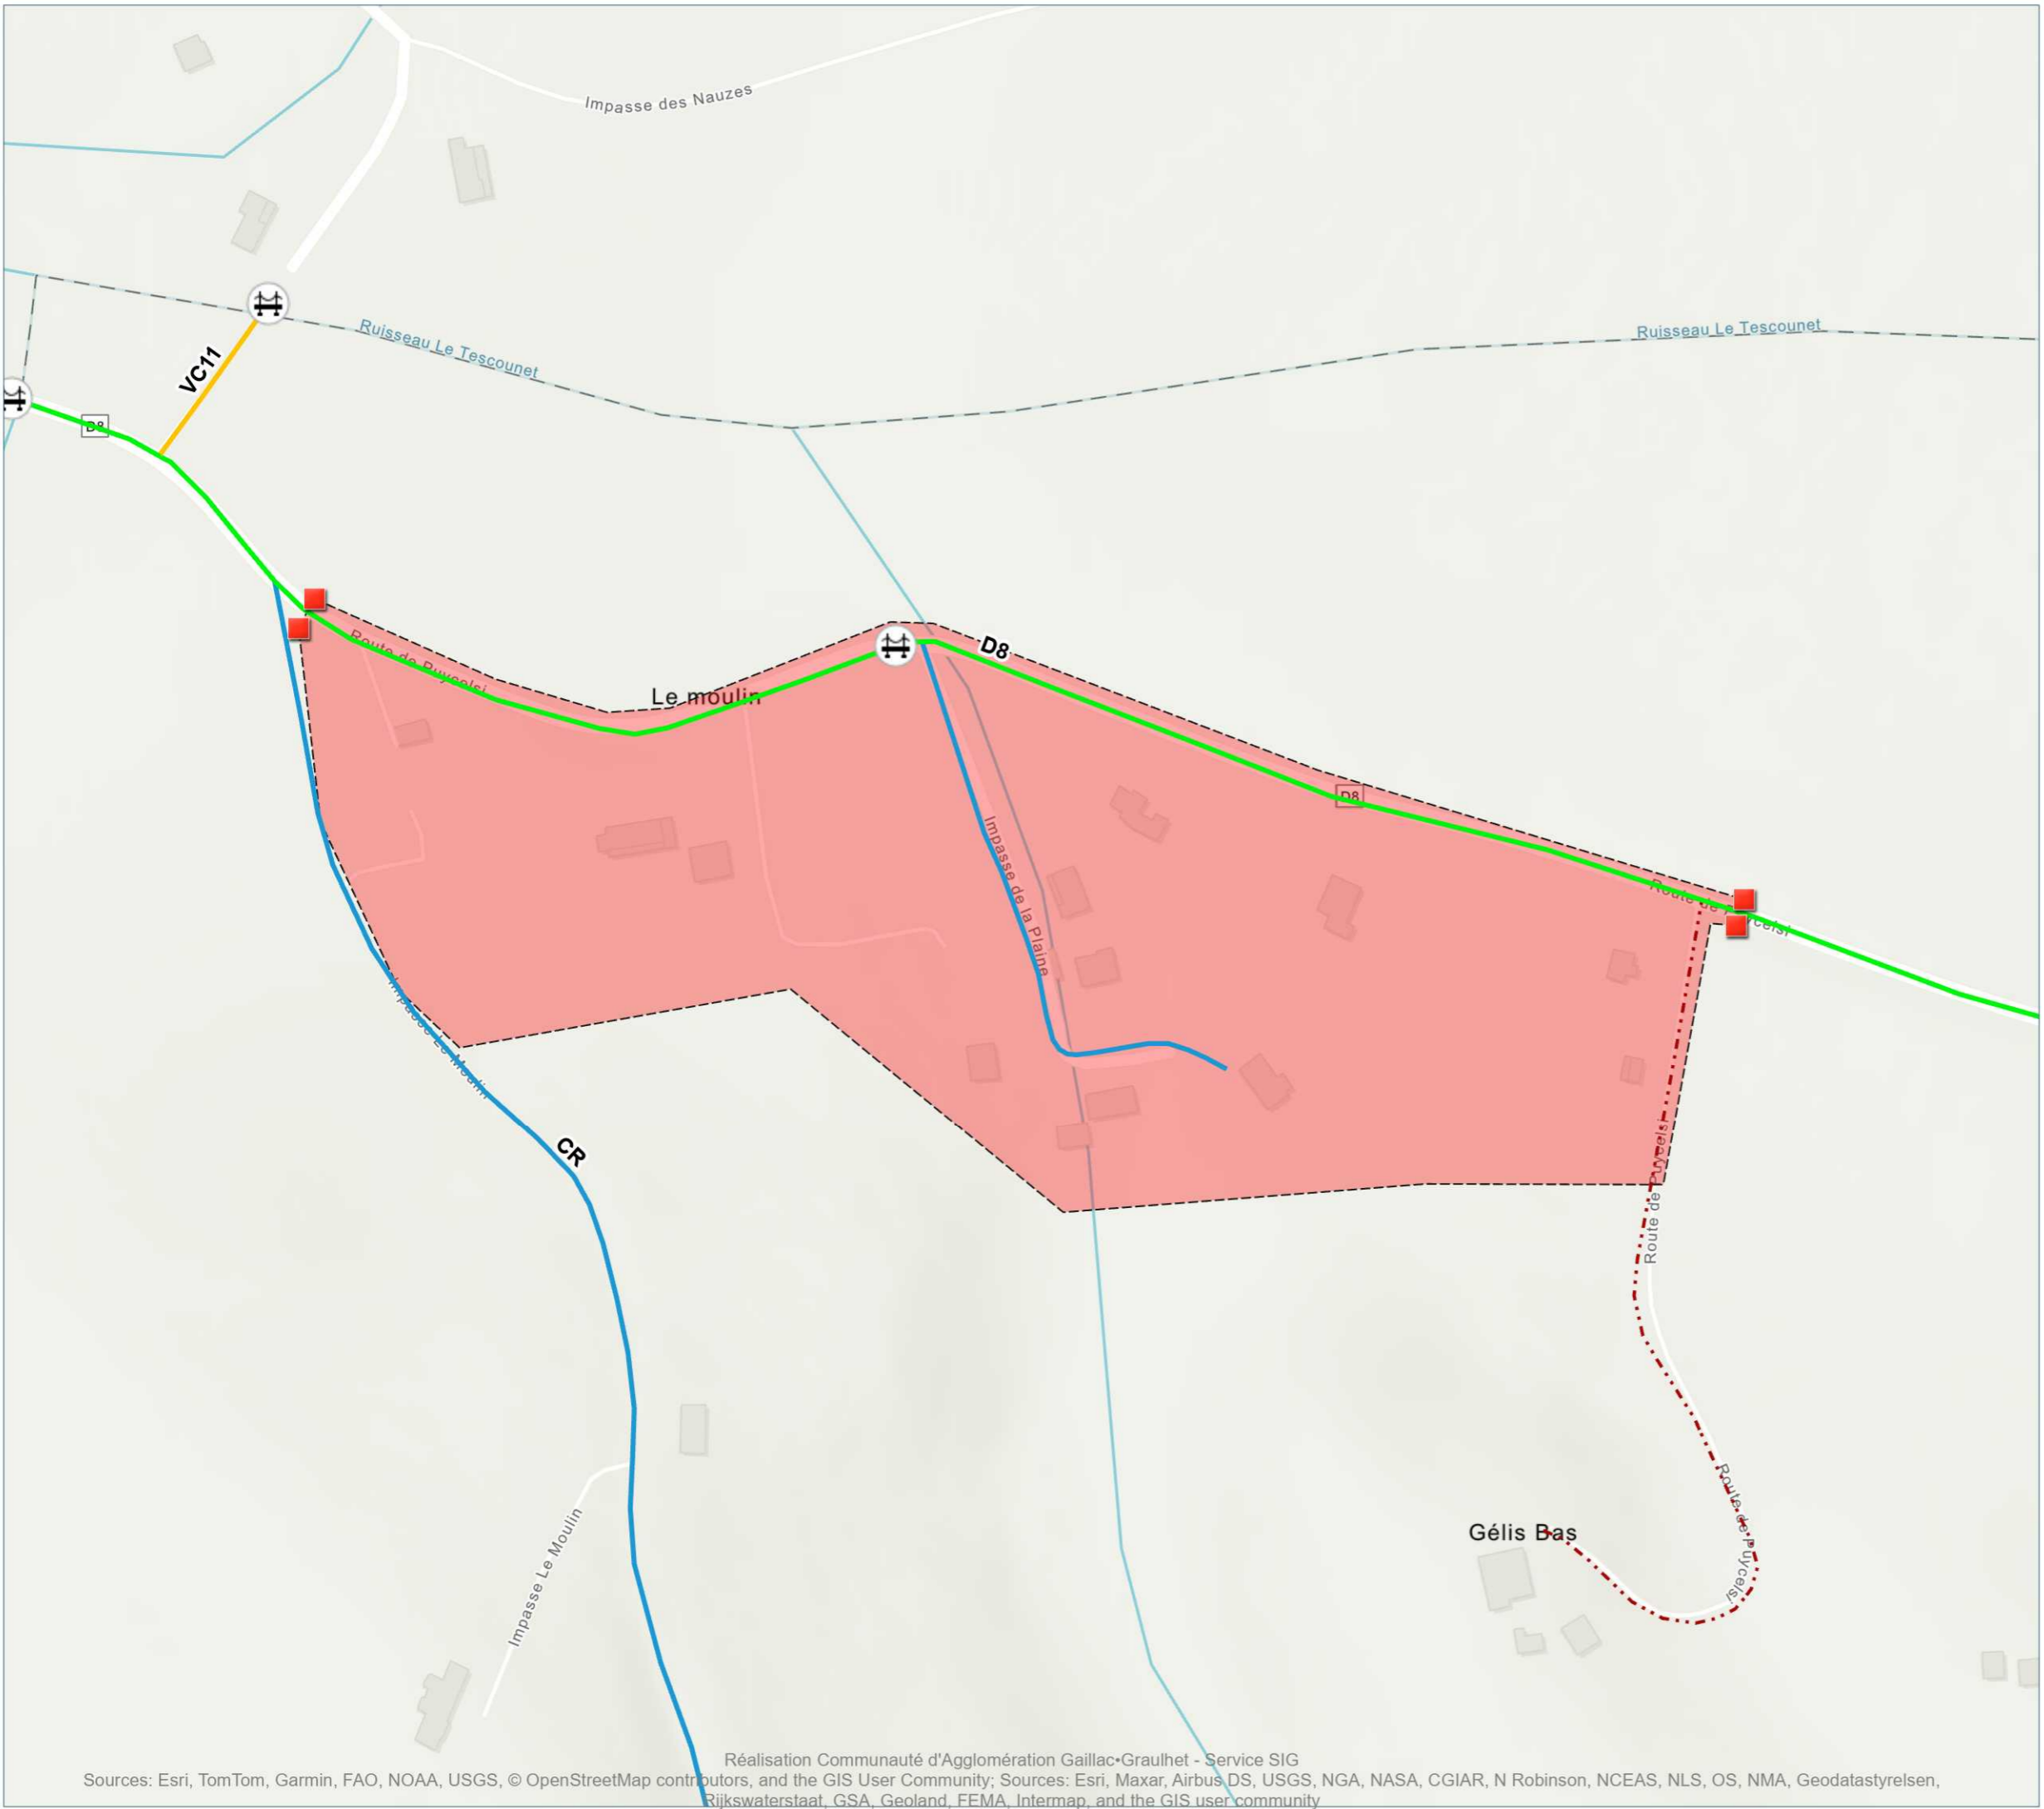 Impasse des Nauzes
Ruisseau Le Tescounet
Ruisseau Le Tescounet
VC11
D8
Route de Puycelsi
D8
Le moulin
D8
Impasse de la Plaine
Route de Puycelsi
Impasse Le Moulin
CR
Route de Puycelsi
Route de Puycelsi
Gélis Bas
Impasse Le Moulin
Réalisation Communauté d'Agglomération Gaillac•Graulhet - Service SIG
Sources: Esri, TomTom, Garmin, FAO, NOAA, USGS, © OpenStreetMap contributors, and the GIS User Community; Sources: Esri, Maxar, Airbus DS, USGS, NGA, NASA, CGIAR, N Robinson, NCEAS, NLS, OS, NMA, Geodatastyrelsen,
Rijkswaterstaat, GSA, Geoland, FEMA, Intermap, and the GIS user community